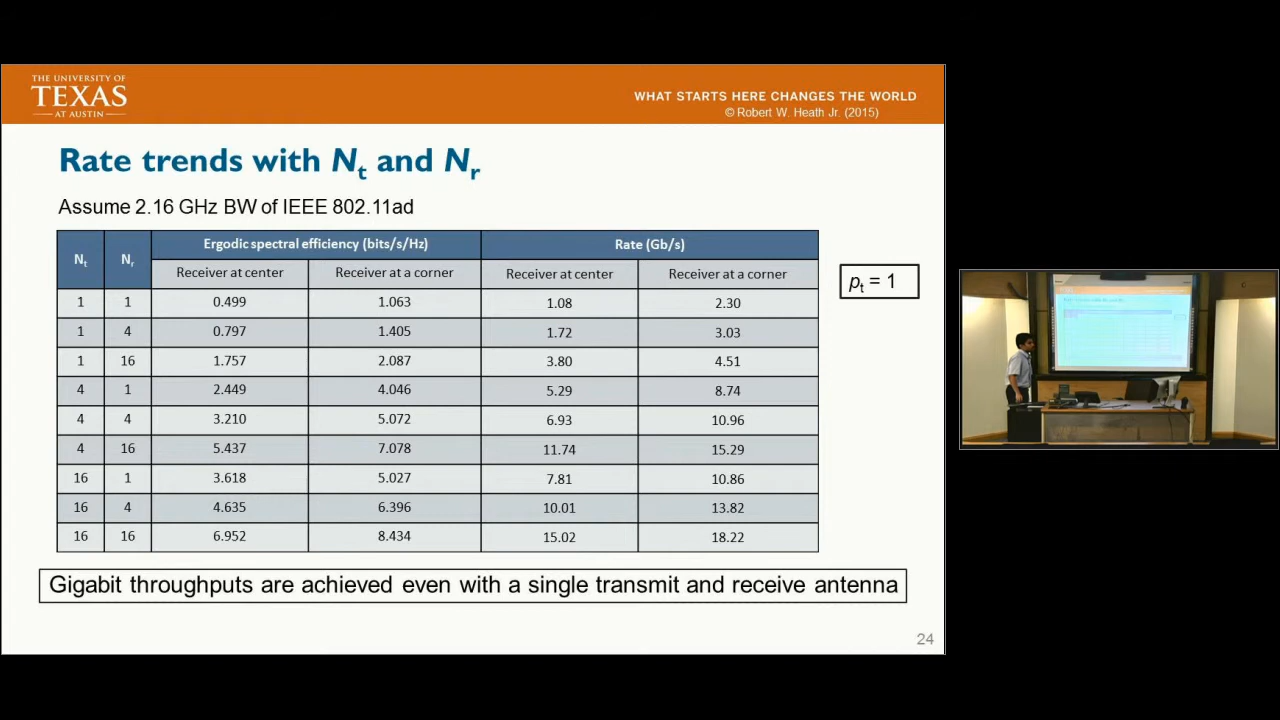 THE UNIVERSITY OF
TEXAS
AT AUSTIN
WHAT STARTS HERE CHANGES THE WORLD
© Robert W. Heath Jr. (2015)
Rate trends with Nt and Nr
Assume 2.16 GHz BW of IEEE 802.11ad
Nt Nr Ergodic spectral efficiency (bits/s/Hz) Rate (Gb/s)
Receiver at center Receiver at a corner Receiver at center Receiver at a corner
1 1 0.499 1.063 1.08 2.30
1 4 0.797 1.405 1.72 3.03
1 16 1.757 2.087 3.80 4.51
4 1 2.449 4.046 5.29 8.74
4 4 3.210 5.072 6.93 10.96
4 16 5.437 7.078 11.74 15.29
16 1 3.618 5.027 7.81 10.86
16 4 4.635 6.396 10.01 13.82
16 16 6.952 8.434 15.02 18.22
pt = 1
Gigabit throughputs are achieved even with a single transmit and receive antenna
24